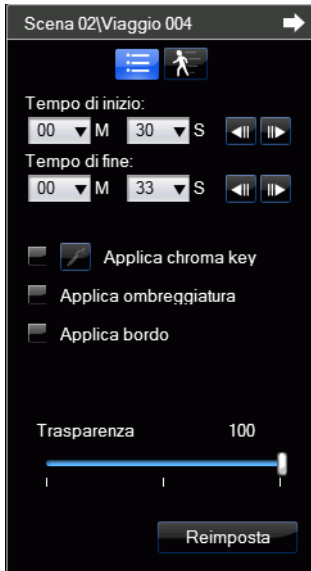 Scena 02\Viaggio 004
Tempo di inizio:
00 M 30 S
Tempo di fine:
00 M 33 S
Applica chroma key
Applica ombreggiatura
Applica bordo
Trasparenza 100
Reimposta